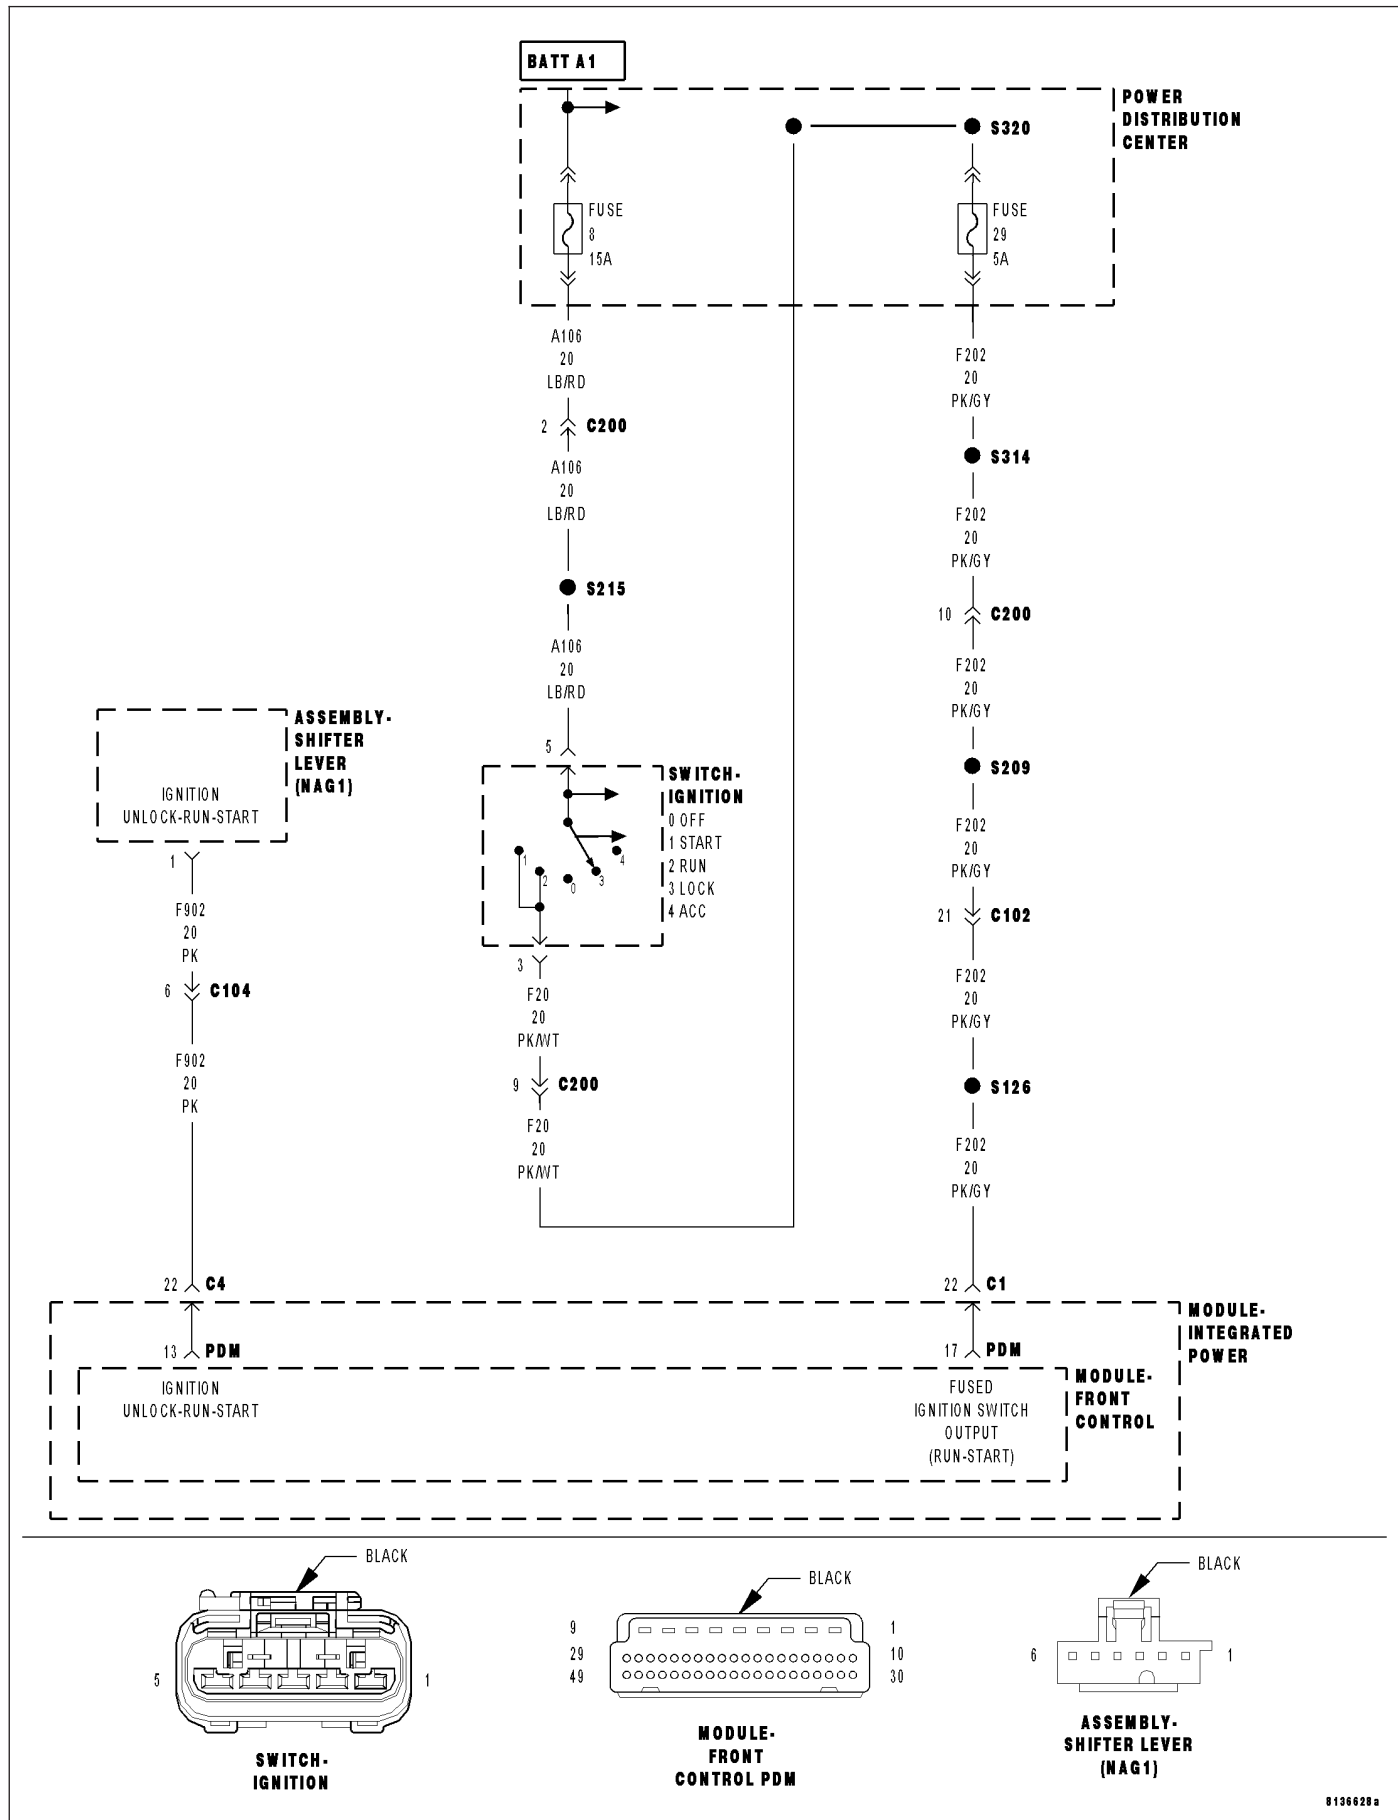 BATT A1
POWER
DISTRIBUTION
CENTER
S320
FUSE
8
15A
FUSE
29
5A
A106
20
LB/RD
2
C200
A106
20
LB/RD
S215
A106
20
LB/RD
5
F202
20
PK/GY
S314
F202
20
PK/GY
10
C200
F202
20
PK/GY
S209
F202
20
PK/GY
21
C102
F202
20
PK/GY
S126
F202
20
PK/GY
22
C1
ASSEMBLY-
SHIFTER
LEVER
(NAG1)
IGNITION
UNLOCK-RUN-START
1
F902
20
PK
6
C104
F902
20
PK
22
C4
SWITCH-
IGNITION
0 OFF
1 START
2 RUN
3 LOCK
4 ACC
1
2
0
3
4
3
F20
20
PK/WT
9
C200
F20
20
PK/WT
MODULE-
INTEGRATED
POWER
13
PDM
17
PDM
IGNITION
UNLOCK-RUN-START
FUSED
IGNITION SWITCH
OUTPUT
(RUN-START)
MODULE-
FRONT
CONTROL
BLACK
5
1
SWITCH-
IGNITION
BLACK
9
1
29
10
49
30
MODULE-
FRONT
CONTROL PDM
BLACK
6
1
ASSEMBLY-
SHIFTER LEVER
(NAG1)
8136628a